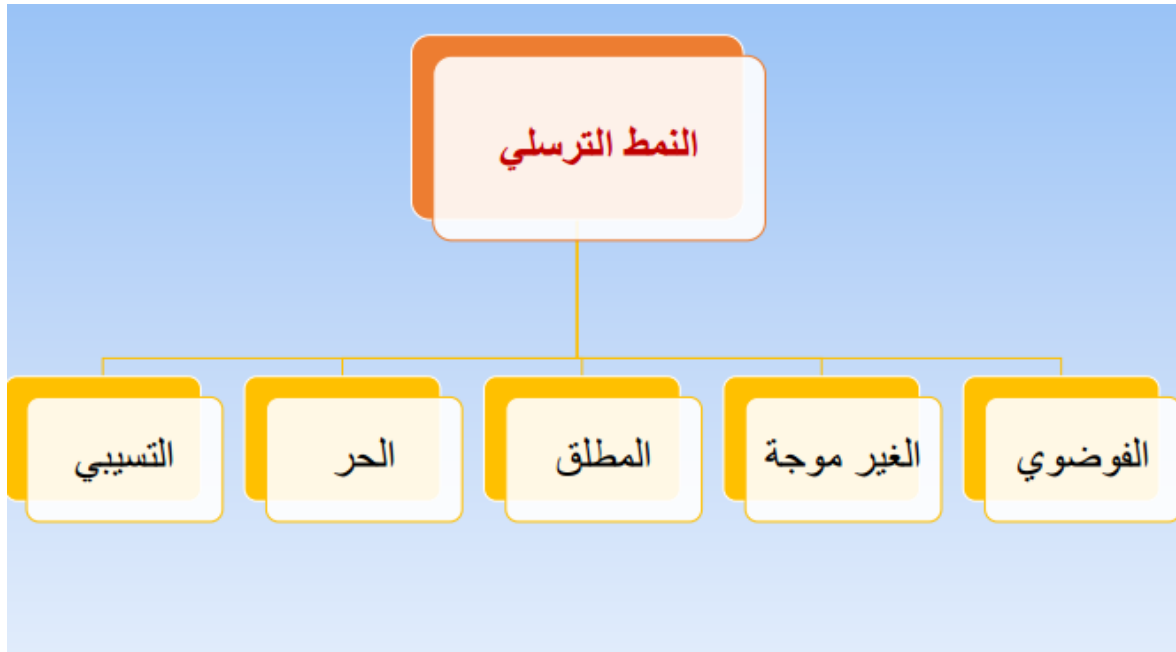 النمط الترسلي
الفوضوي
الغير موجة
المطلق
الحر
التسيبي